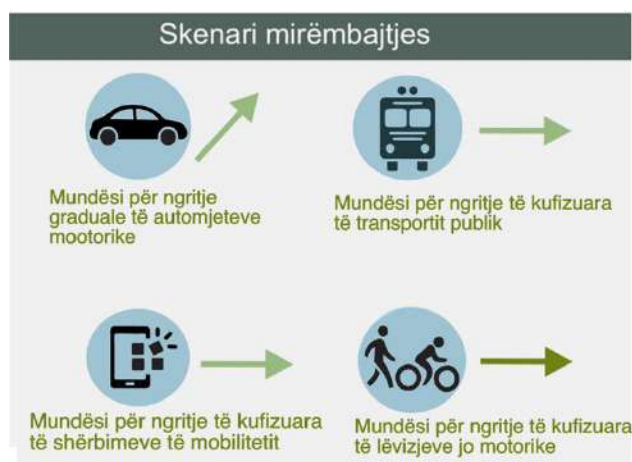 Skenari mirëmbajtjes
Mundësi për ngritje
graduale të automjeteve
mootorike
Mundësi për ngritje të kufizuara
të transportit publik
Mundësi për ngritje të kufizuara
të shërbimeve të mobilitetit
Mundësi për ngritje të kufizuara
të lëvizjeve jo motorike